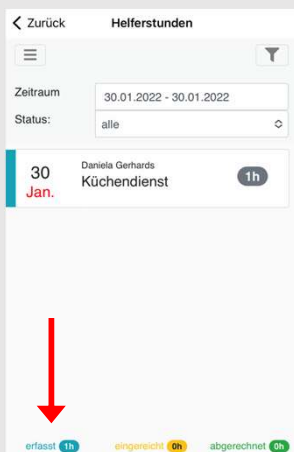 Zurück Helferstunden
Zeitraum 30.01.2022 - 30.01.2022
Status: alle
30 Jan. Daniela Gerhards
Küchendienst 1h
erfasst 1h eingereicht 0h abgerechnet 0h